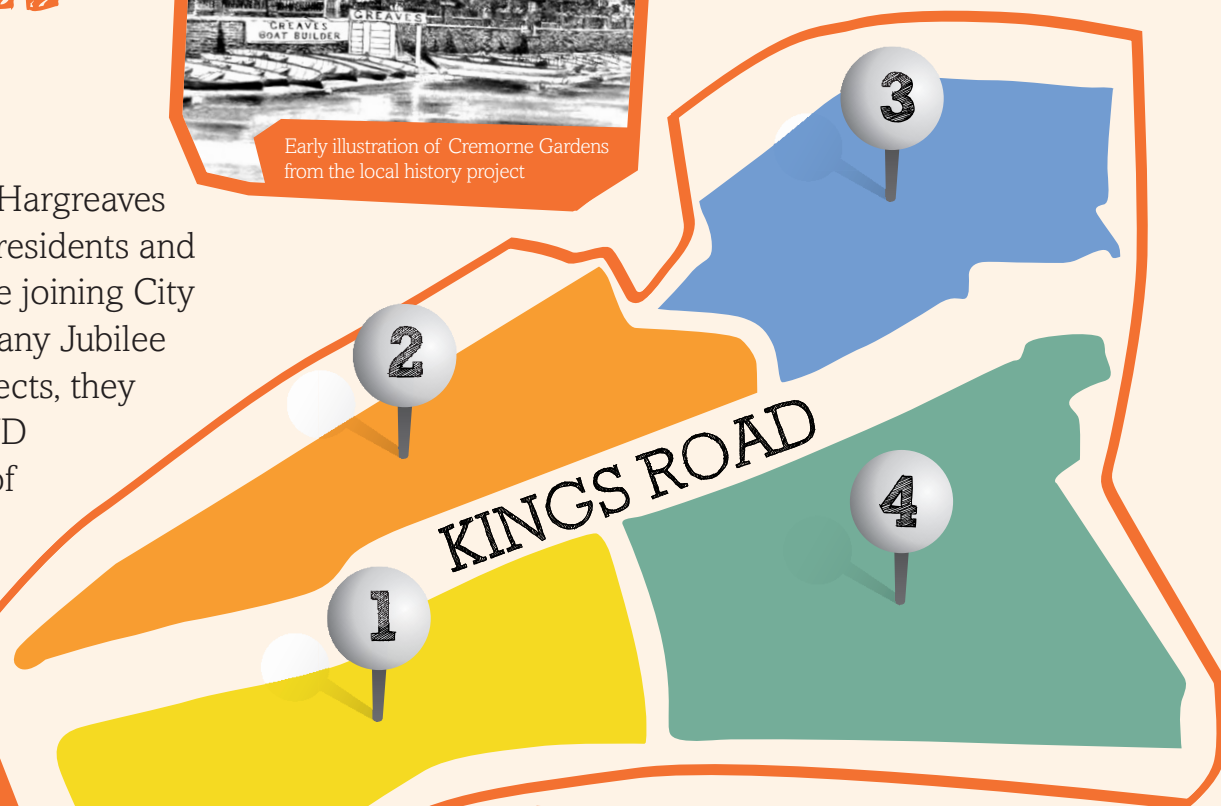 GREAVES
BOAT BUILDER
GREAVES
Early illustration of Cremorne Gardens
from the local history project
Hargreaves
residents and
e joining City
any Jubilee
ects, they
D
of
3
2
KINGS ROAD
4
1